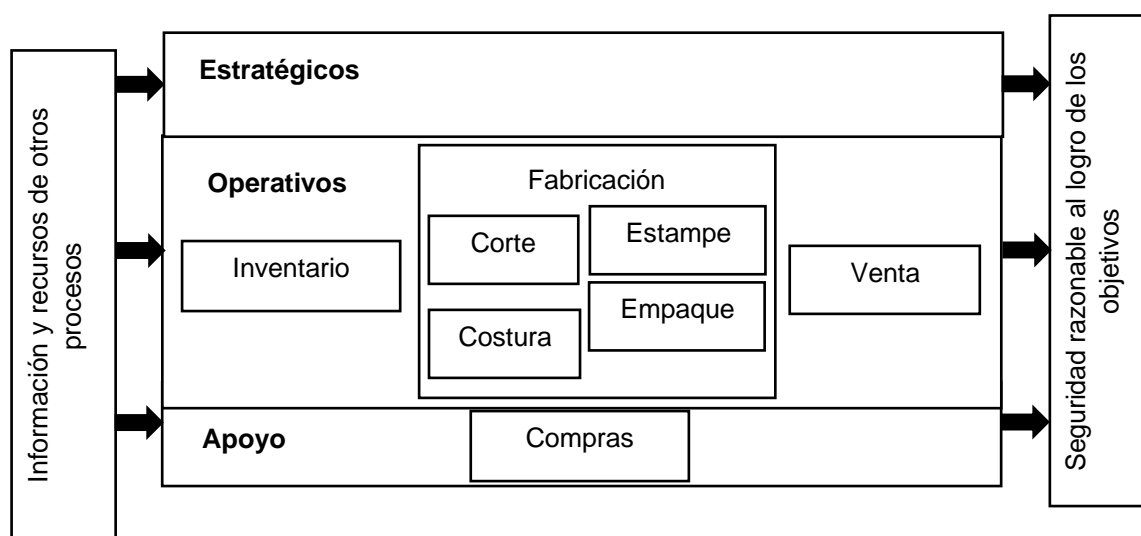 Información y recursos de otros
procesos
Estratégicos
Operativos
Inventario
Fabricación
Corte
Estampe
Costura
Empaque
Venta
Apoyo
Compras
Seguridad razonable al logro de los
objetivos